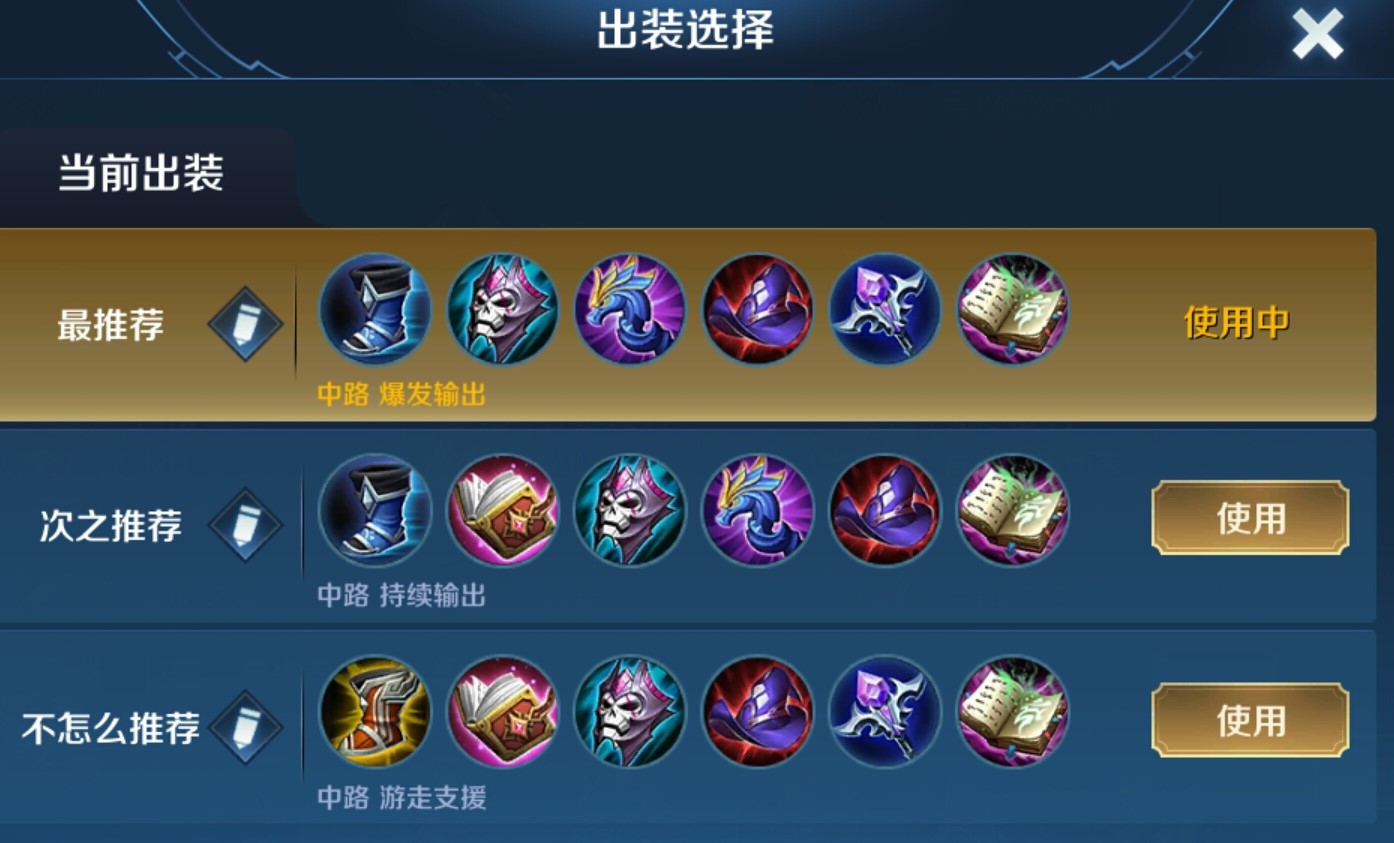 出装选择
当前出装
最推荐
使用中
中路 爆发输出
次之推荐
使用
中路 持续输出
不怎么推荐
使用
中路 游走支援